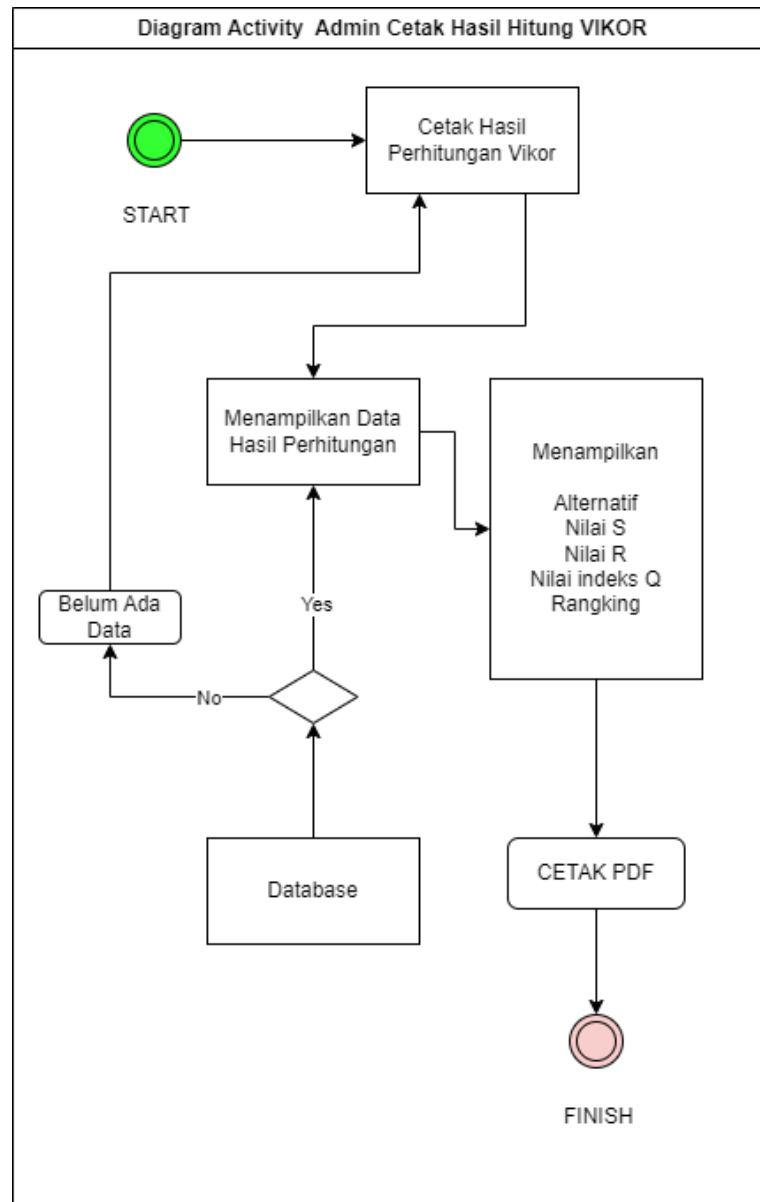 Diagram Activity Admin Cetak Hasil Hitung VIKOR
Cetak Hasil
Perhitungan Vikor
START
Menampilkan Data
Hasil Perhitungan
Menampilkan
Alternatif
Nilai S
Nilai R
Nilai indeks Q
Rangking
Belum Ada
Data
Yes
No
Database
CETAK PDF
FINISH